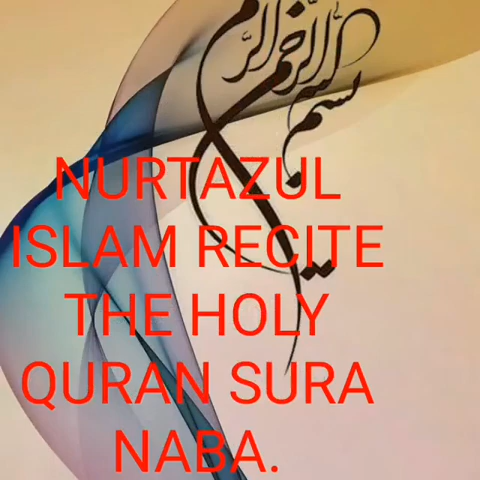 بسم الله الرحمن الرحيم
NURTAZUL
ISLAM RECITE
THE HOLY
QURAN SURA
NABA.